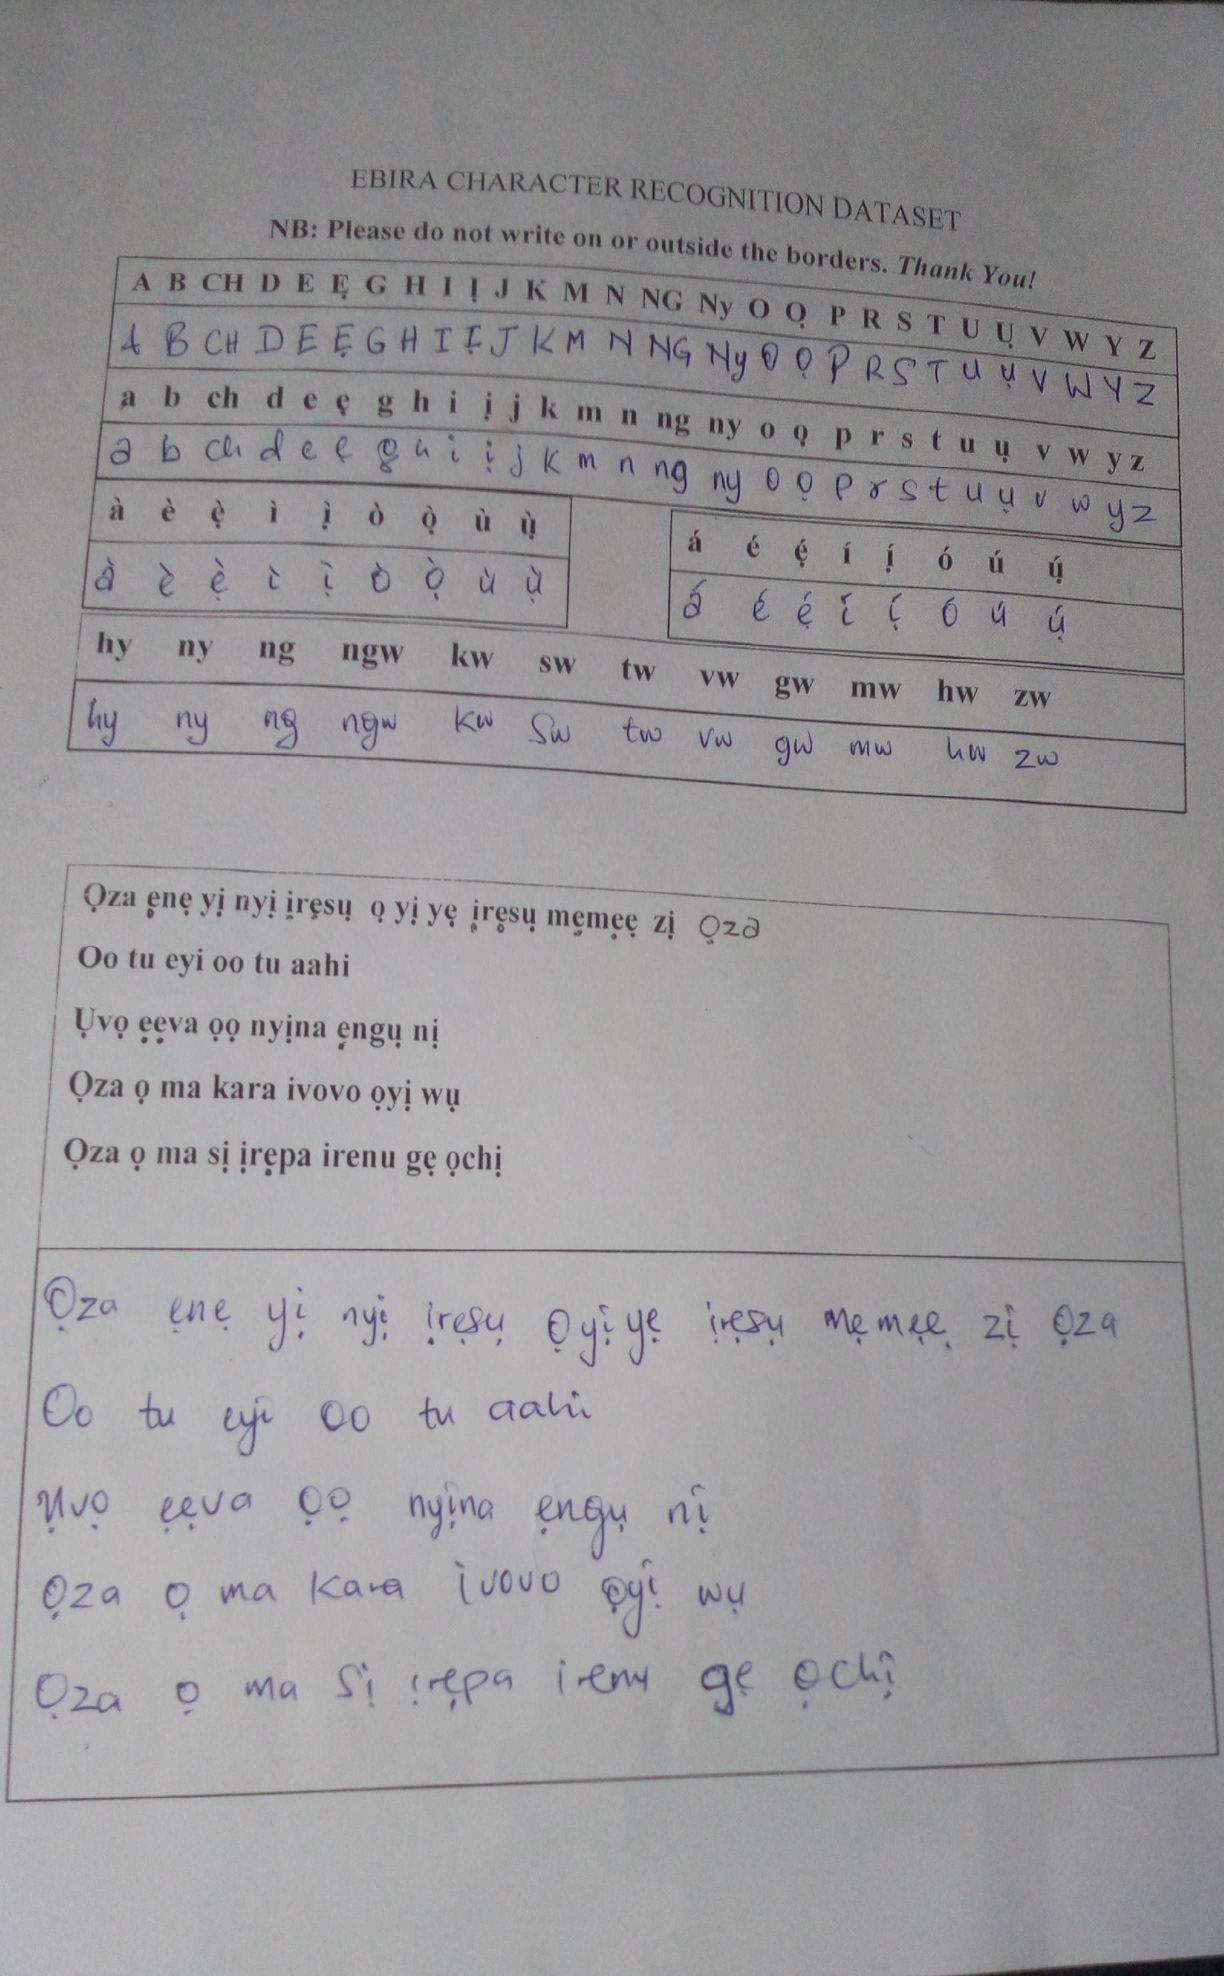 EBIRA CHARACTER RECOGNITION DATASET
NB: Please do not write on or outside the borders. Thank You!
A B CH D E Ẹ G H I Ị J K M N NG Ny O Ọ P R S T U Ụ V W Y Z
A B CH D E Ẹ G H I Ị J K M N NG Ny O Ọ P R S T U Ụ V W Y Z
a b ch d e ẹ g h i ị j k m n ng ny o ọ p r s t u ụ v w y z
a b ch d e ẹ g h i ị j k m n ng ny o ọ p r s t u ụ v w y z
à è ẹ̀ ì ị̀ ò ọ̀ ù ụ̀
à è ẹ̀ ì ị̀ ò ọ̀ ù ụ̀
á é ẹ́ í ị́ ó ú ụ́
á é ẹ́ í ị́ ó ú ụ́
hy ny ng ngw kw sw tw vw gw mw hw zw
hy ny ng ngw kw sw tw vw gw mw hw zw
Ọza ẹnẹ yị nyị ịrẹsụ ọ yị yẹ ịrẹsụ mẹmẹẹ zị Ọza
Oo tu eyi oo tu aahi
Ụvọ ẹẹva ọọ nyịna ẹngụ nị
Ọza ọ ma kara ivovo ọyị wụ
Ọza ọ ma sị ịrẹpa irenu gẹ ọchị
Ọza ẹnẹ yị nyị ịrẹsụ Ọyị yẹ ịrẹsụ mẹmẹẹ zị Ọza
Oo tu eyi oo tu aahi
Ụvọ ẹẹva ọọ nyịna ẹngụ nị
Ọza ọ ma kara ivovo ọyị wụ
Ọza ọ ma sị ịrẹpa irenu gẹ ọchị